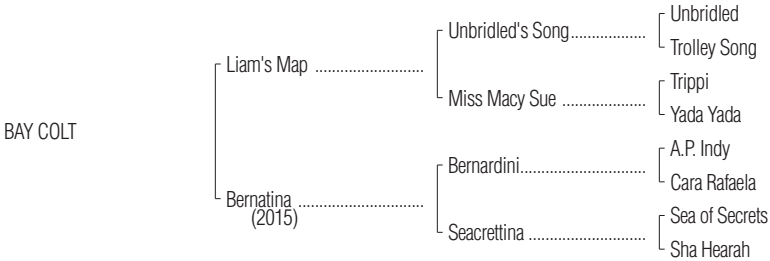 Unbridled
Unbridled's Song..................
Trolley Song
Liam's Map ..........................
Trippi
Miss Macy Sue ....................
Yada Yada
BAY COLT
A.P. Indy
Bernardini..............................
Cara Rafaela
Bernatina ..............................
(2015)
Sea of Secrets
Seacrettina ............................
Sha Hearah